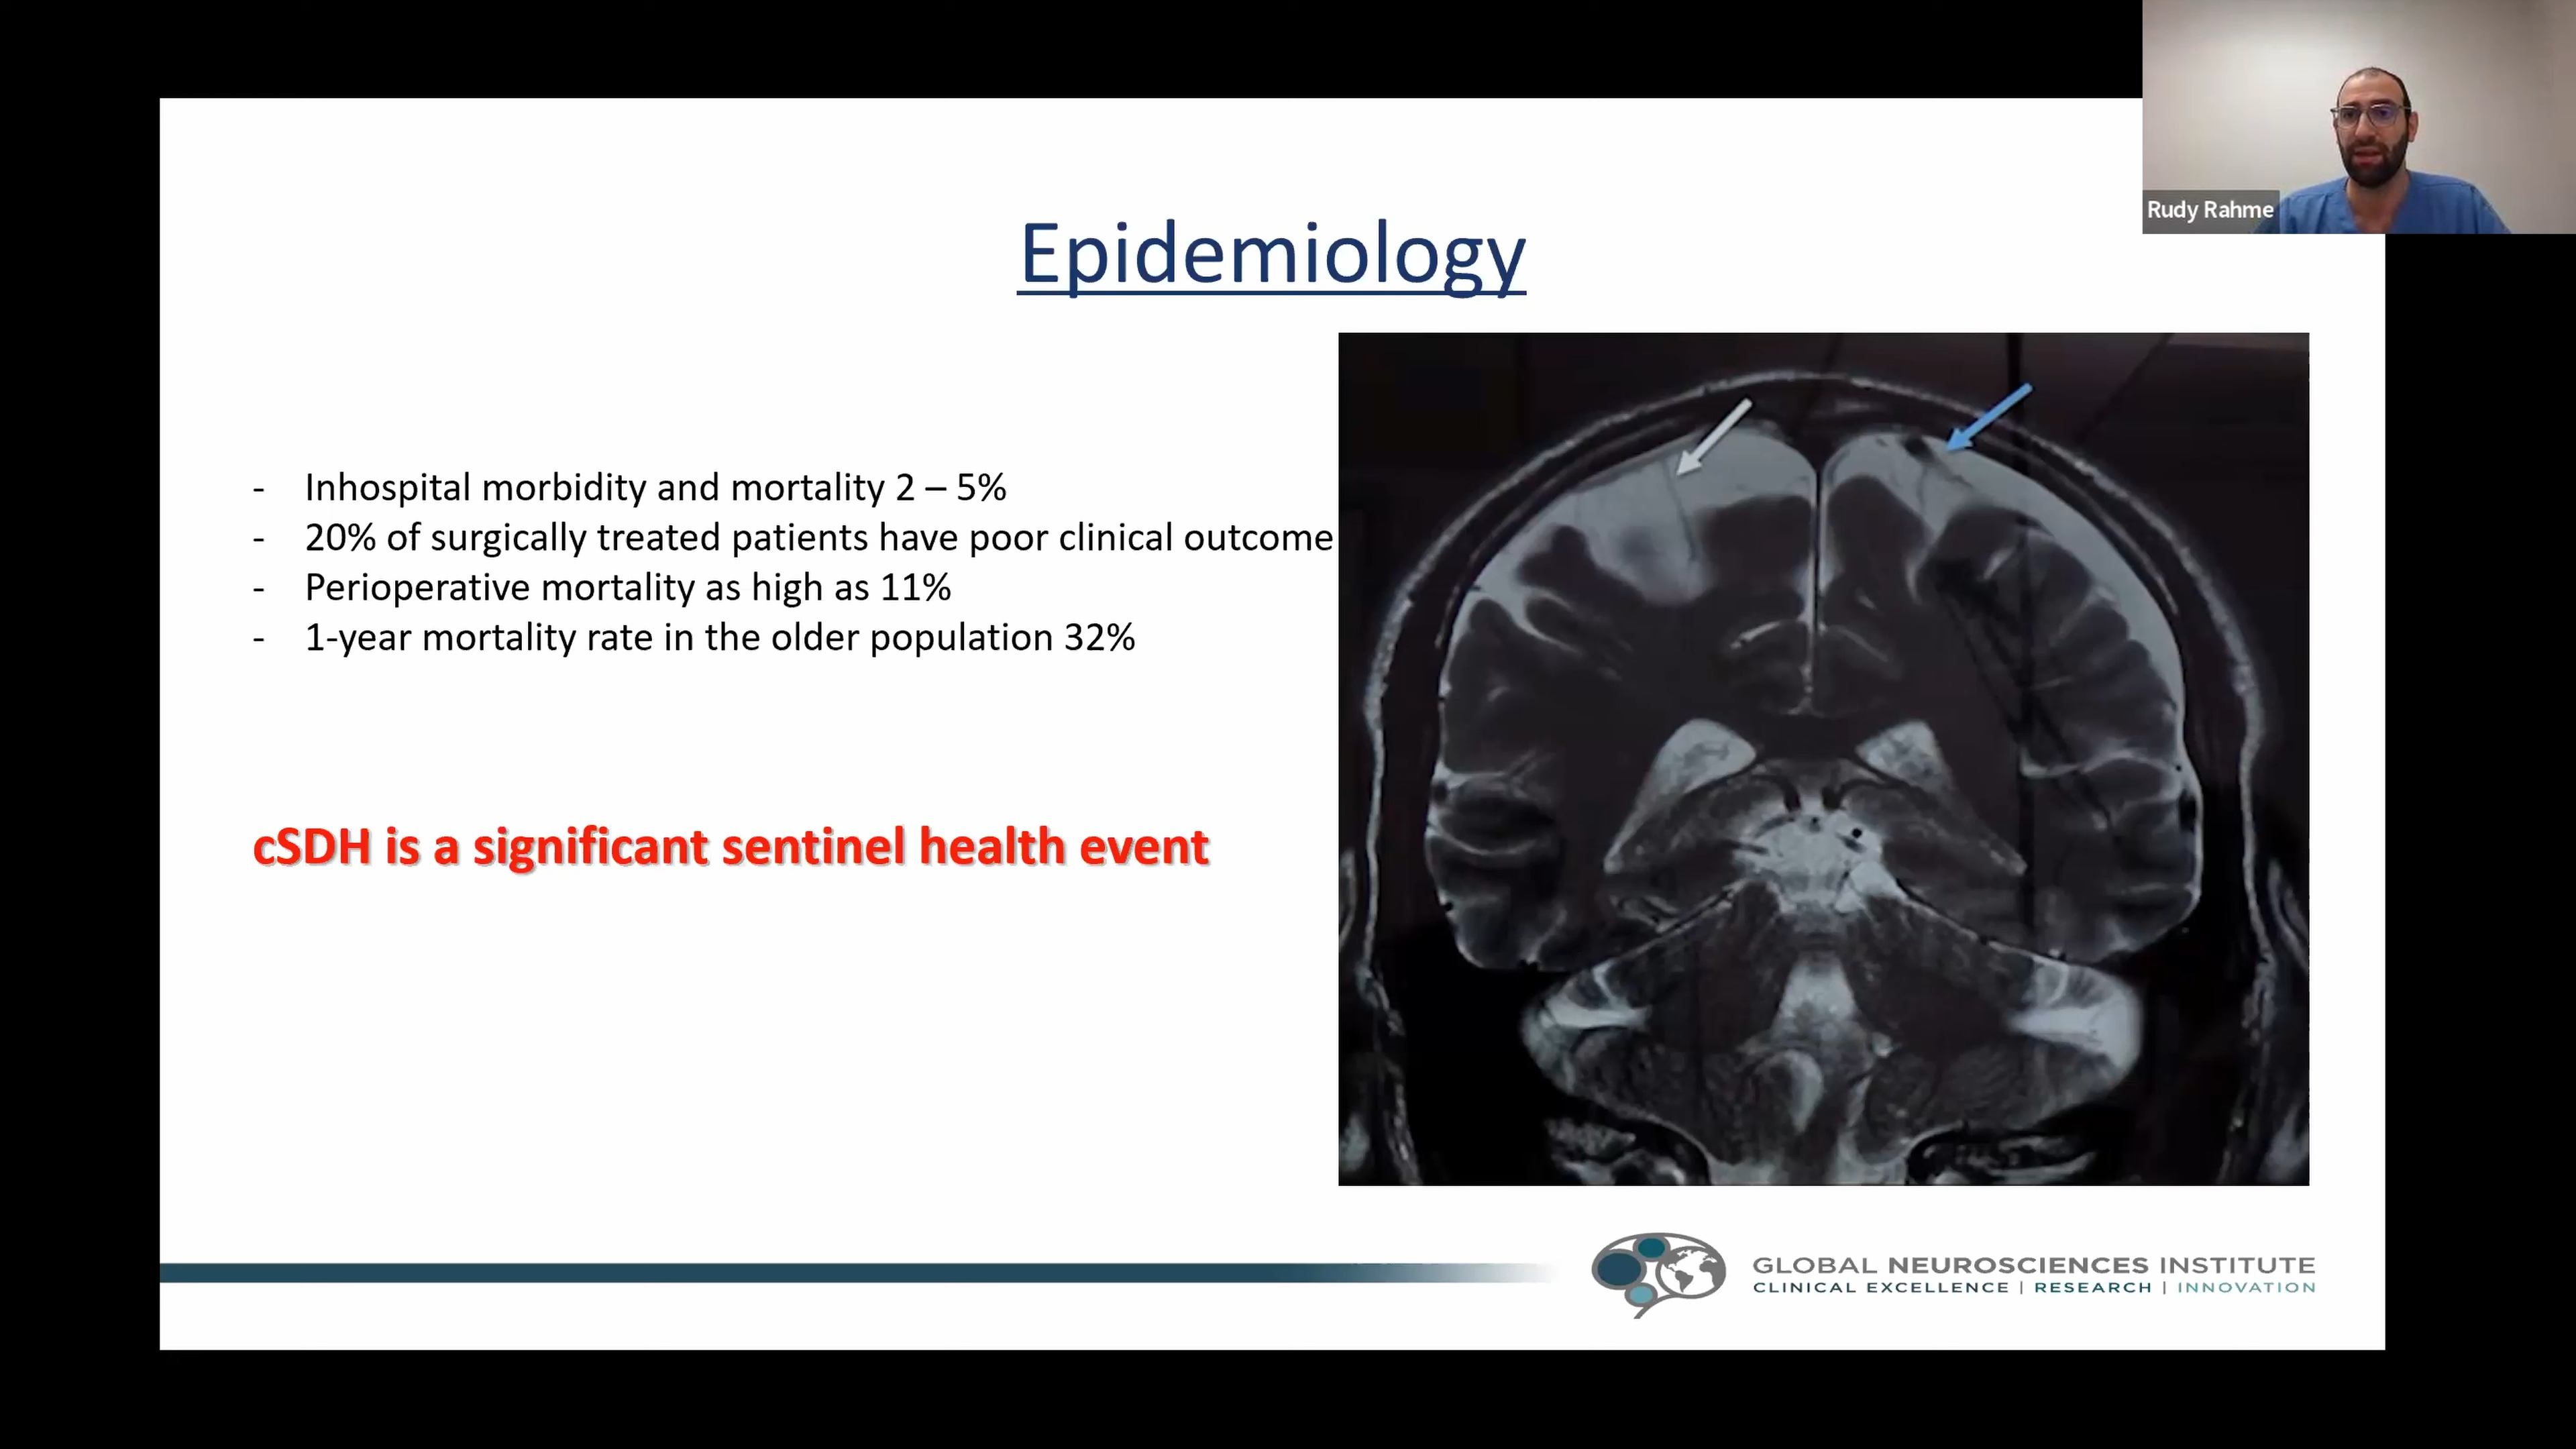 Rudy Rahme
Epidemiology
- Inhospital morbidity and mortality 2 – 5%
- 20% of surgically treated patients have poor clinical outcome
- Perioperative mortality as high as 11%
- 1-year mortality rate in the older population 32%
cSDH is a significant sentinel health event
GLOBAL NEUROSCIENCES INSTITUTE
CLINICAL EXCELLENCE | RESEARCH | INNOVATION